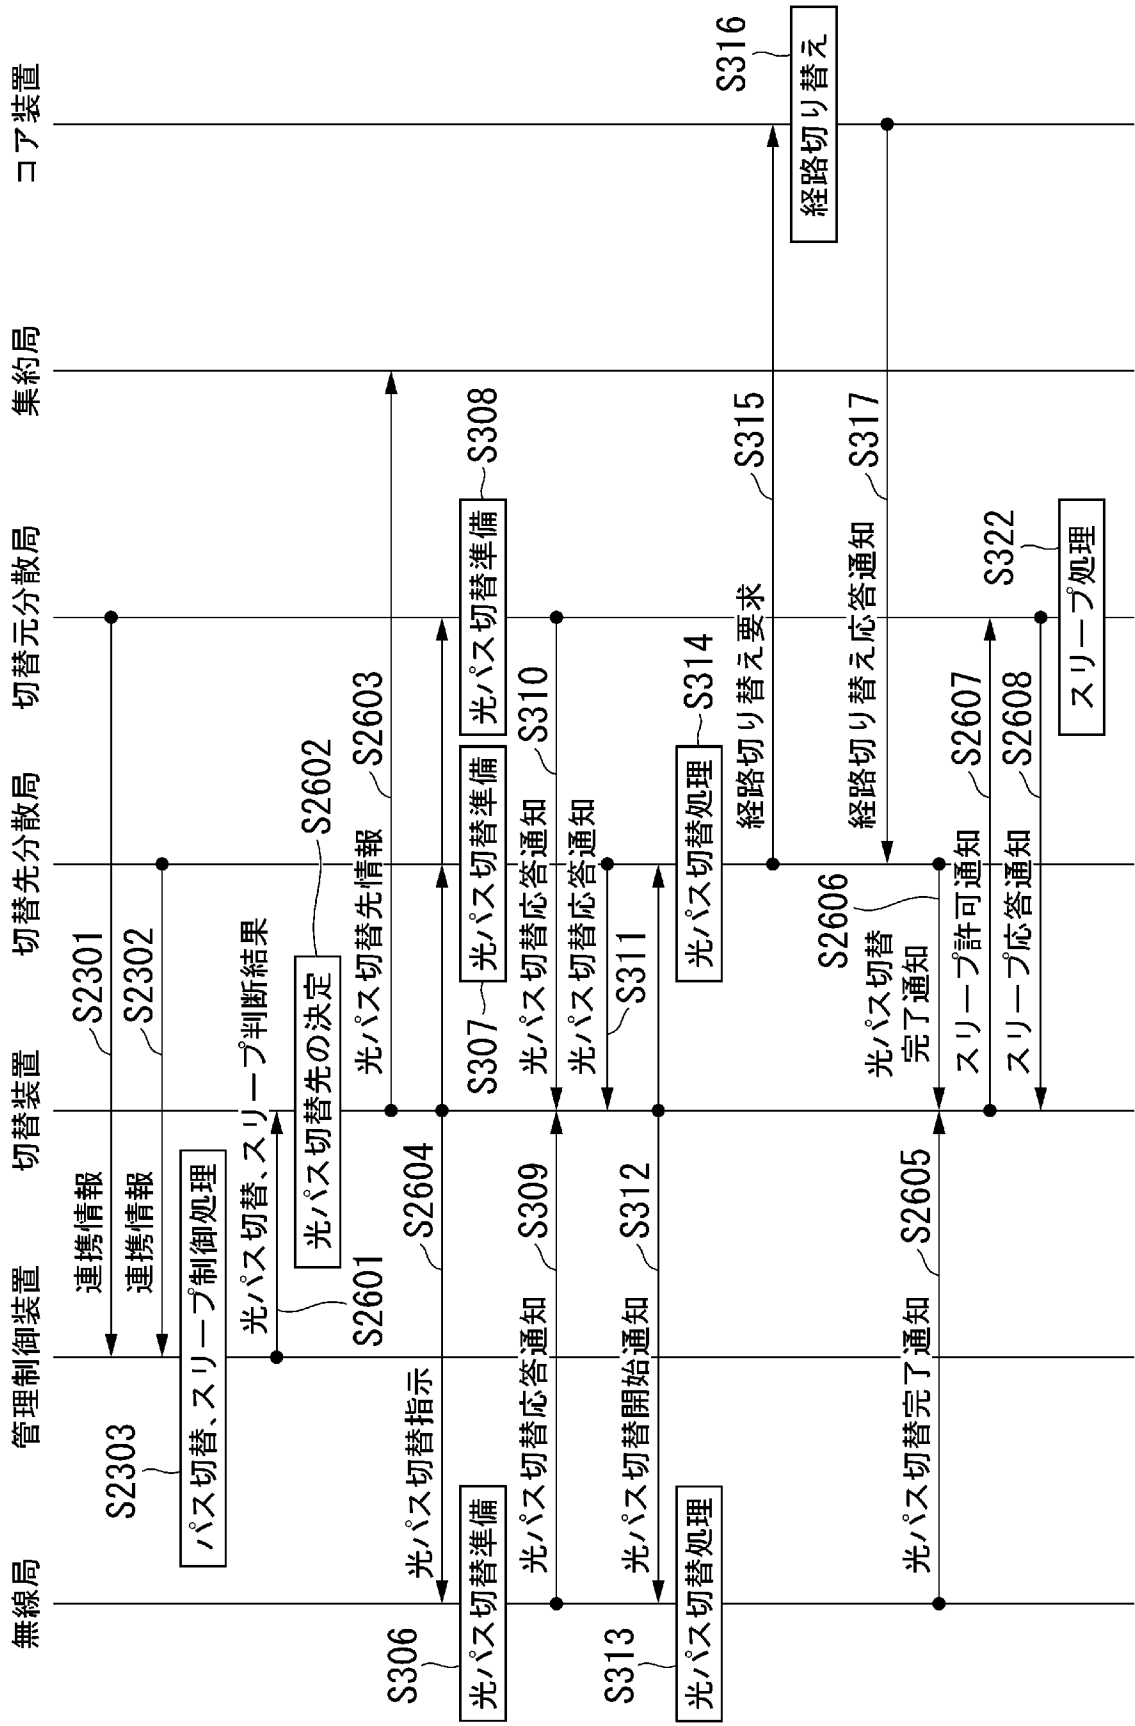 無線局
管理制御装置
切替装置
切替先分散局
切替元分散局
集約局
コア装置
連携情報
S2301
連携情報
S2302
S2303
パス切替、スリープ制御処理
光パス切替、スリープ判断結果
S2601
光パス切替先の決定
S2602
光パス切替先情報
S2603
光パス切替指示
S2604
S306
光パス切替準備
S307
光パス切替準備
光パス切替準備
S308
光パス切替応答通知
S309
光パス切替応答通知
S310
光パス切替応答通知
S311
光パス切替開始通知
S312
S313
光パス切替処理
光パス切替処理
S314
経路切り替え要求
S315
S316
経路切り替え
経路切り替え応答通知
S317
光パス切替完了通知
S2605
光パス切替
完了通知
S2606
スリープ許可通知
S2607
スリープ応答通知
S2608
S322
スリープ処理